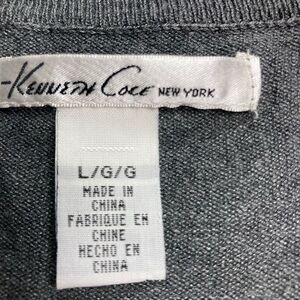 Kenneth Cole NEW YORK
L/G/G
MADE IN
CHINA
FABRIQUE EN
CHINE
HECHO EN
CHINA